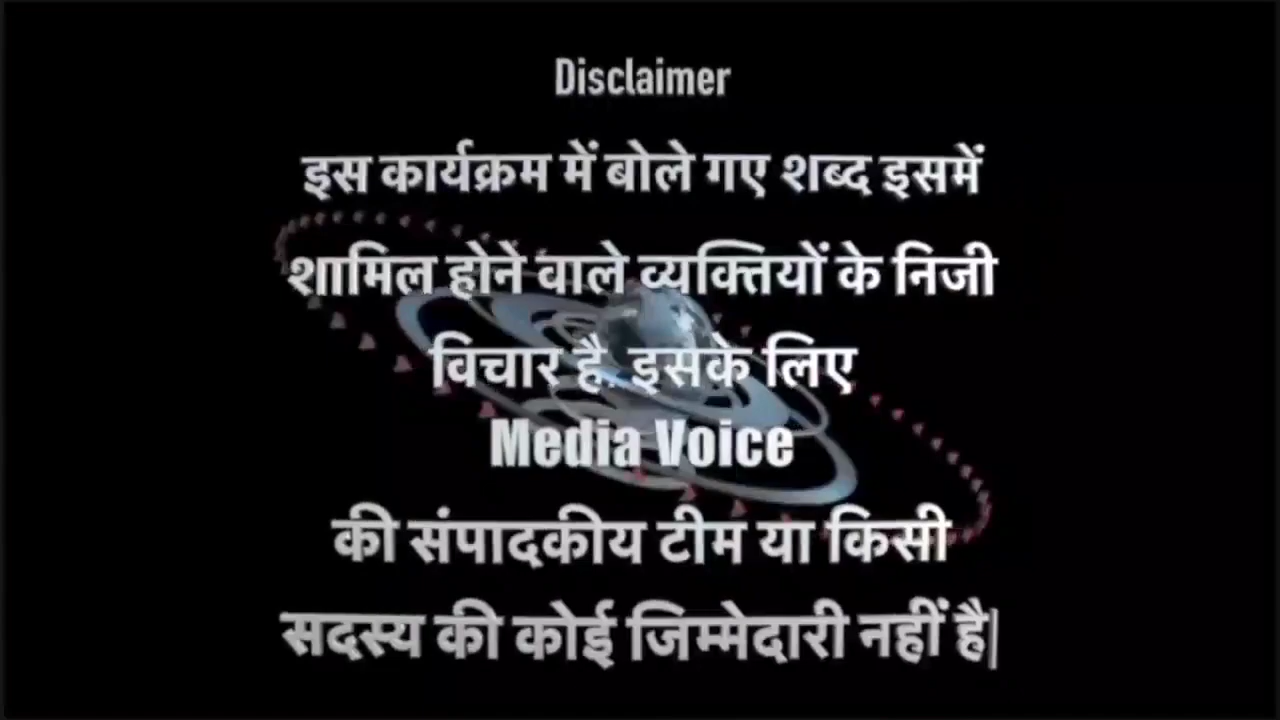 Disclaimer
इस कार्यक्रम में बोले गए शब्द इसमें
शामिल होने वाले व्यक्तियों के निजी
विचार है. इसके लिए
Media Voice
की संपादकीय टीम या किसी
सदस्य की कोई जिम्मेदारी नहीं है|